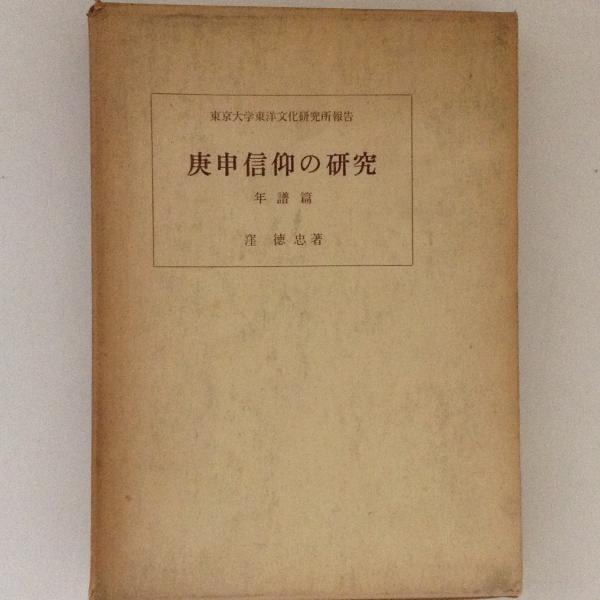 東京大学東洋文化研究所報告
庚申信仰の研究
年譜篇
窪徳忠著